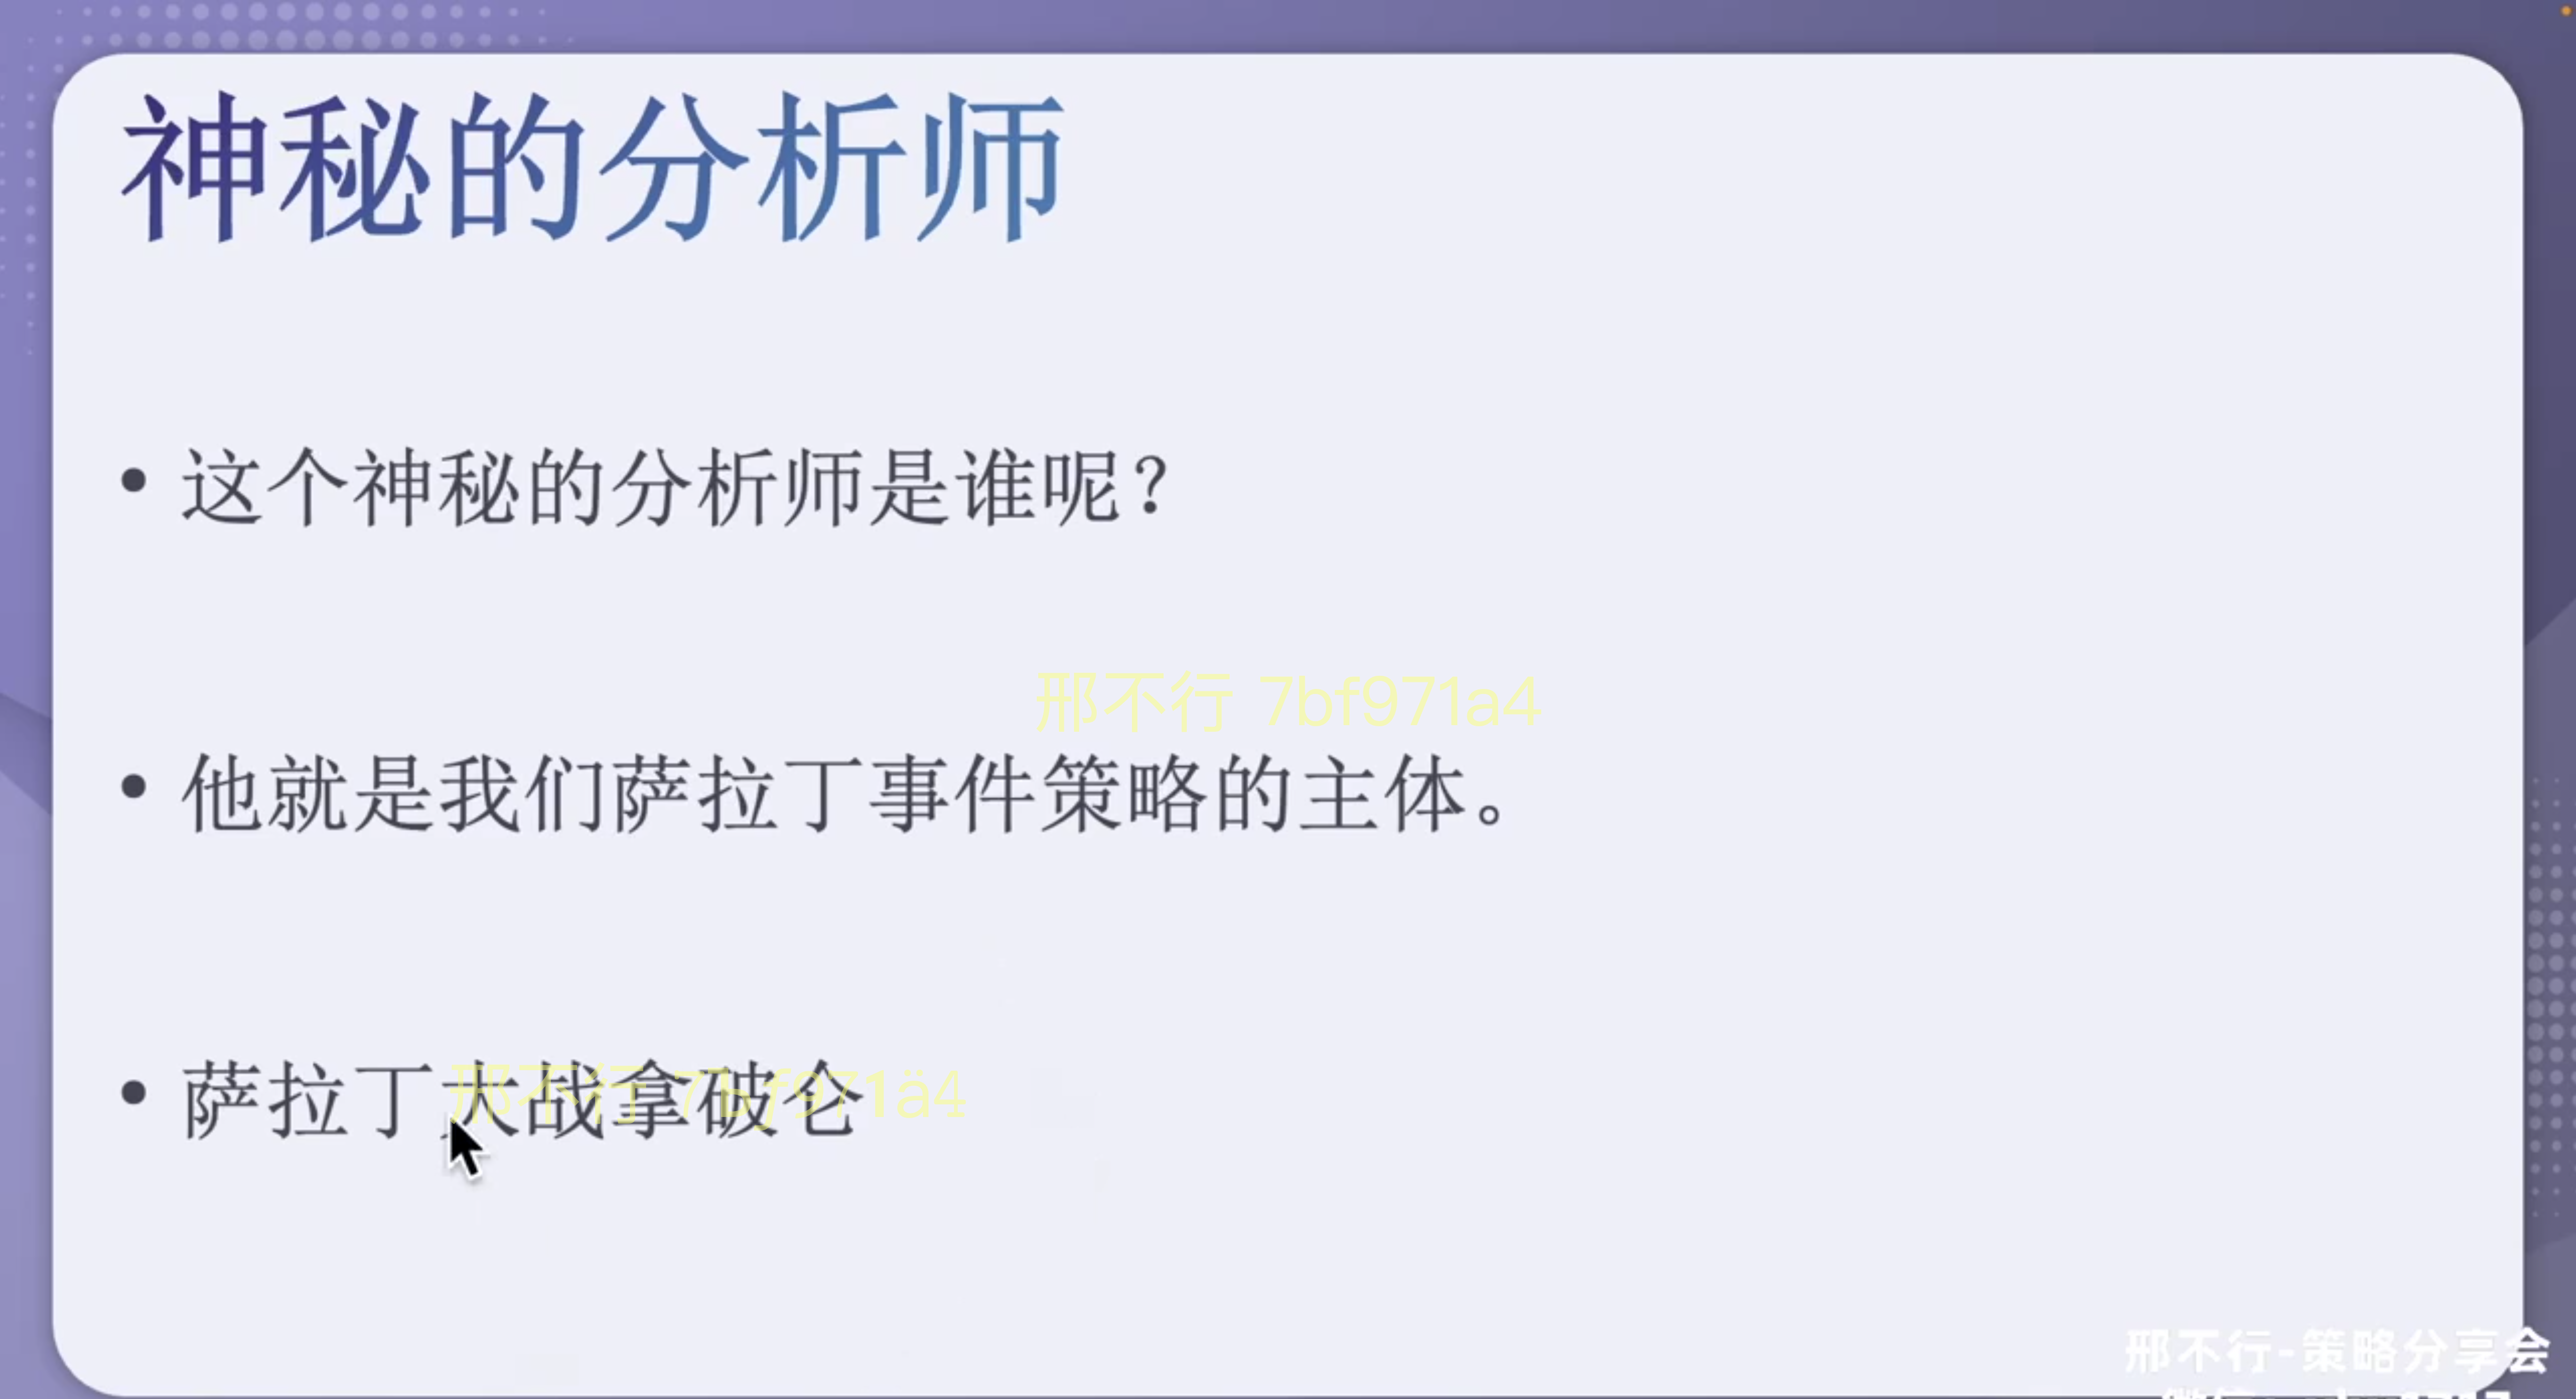 神秘的分析师
• 这个神秘的分析师是谁呢？
邢不行 7bf971a4
• 他就是我们萨拉丁事件策略的主体。
• 萨拉丁大战拿破仑
邢不行 7bf971a4
邢不行-策略分享会